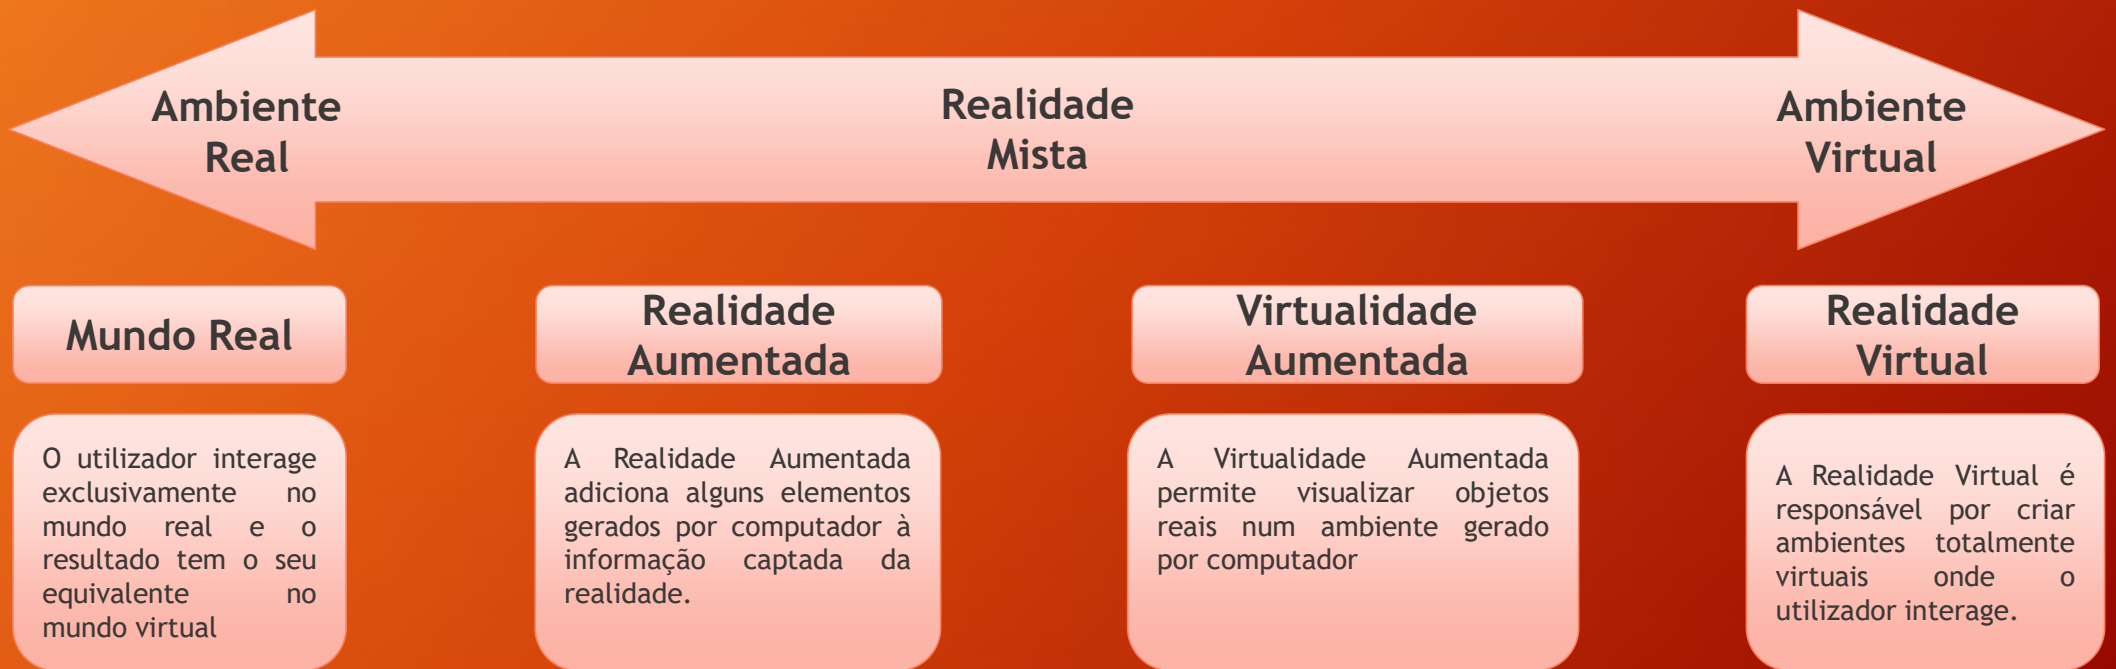 Ambiente
Real
Realidade
Mista
Ambiente
Virtual
Mundo Real
Realidade
Aumentada
Virtualidade
Aumentada
Realidade
Virtual
O utilizador interage
exclusivamente no
mundo real e o
resultado tem o seu
equivalente no
mundo virtual
A Realidade Aumentada
adiciona alguns elementos
gerados por computador à
informação captada da
realidade.
A Virtualidade Aumentada
permite visualizar objetos
reais num ambiente gerado
por computador
A Realidade Virtual é
responsável por criar
ambientes totalmente
virtuais onde o
utilizador interage.